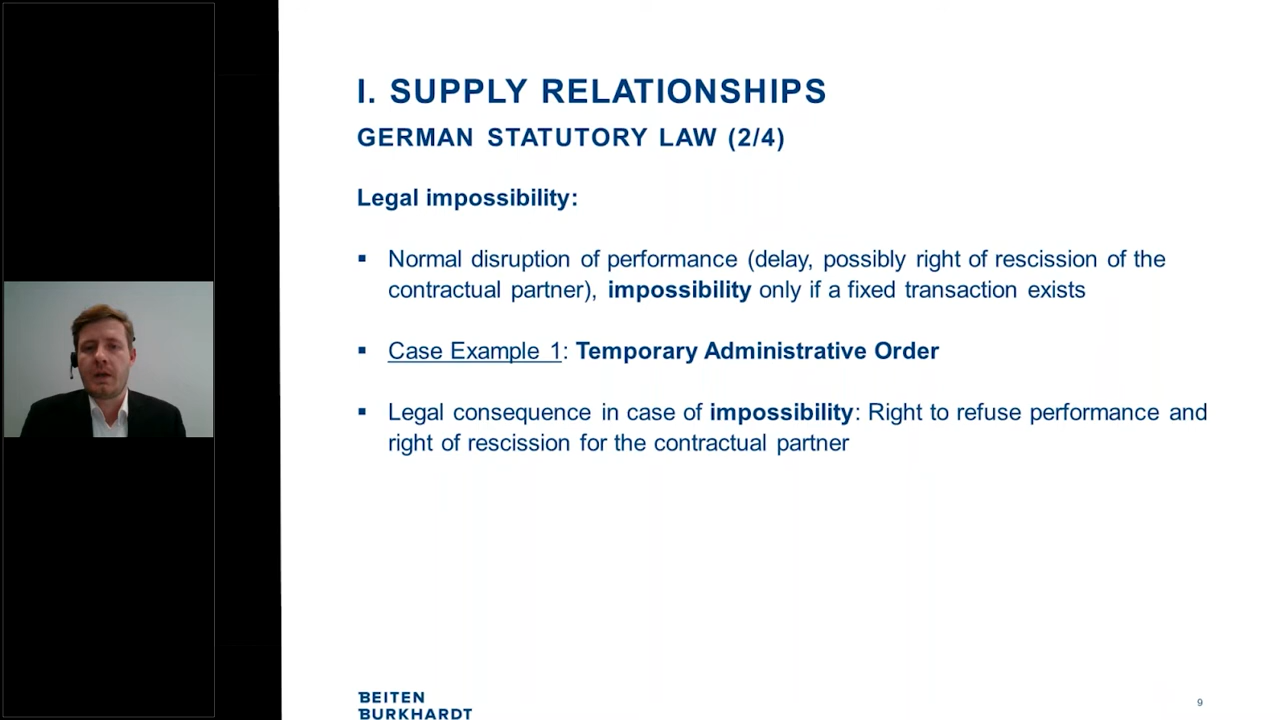 I. SUPPLY RELATIONSHIPS
GERMAN STATUTORY LAW (2/4)
Legal impossibility:
▪ Normal disruption of performance (delay, possibly right of rescission of the
contractual partner), impossibility only if a fixed transaction exists
▪ Case Example 1: Temporary Administrative Order
▪ Legal consequence in case of impossibility: Right to refuse performance and
right of rescission for the contractual partner
BEITEN
BURKHARDT
9